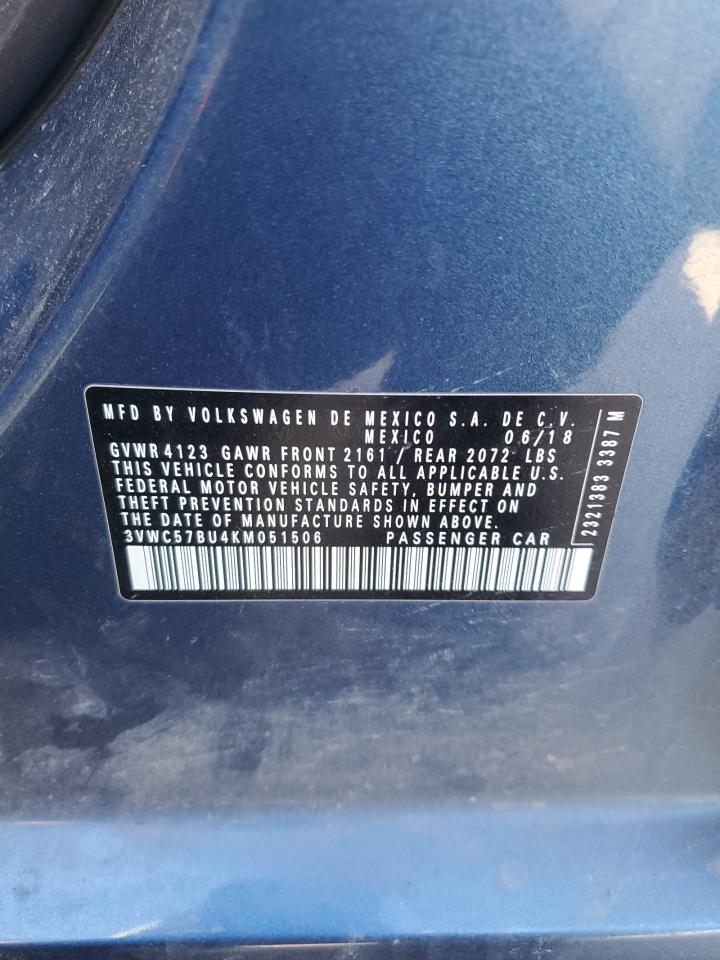 MFD BY VOLKSWAGEN DE MEXICO S.A. DE C.V.
MEXICO 06/18
GVWR 4123 GAWR FRONT 2161 / REAR 2072 LBS
THIS VEHICLE CONFORMS TO ALL APPLICABLE U.S.
FEDERAL MOTOR VEHICLE SAFETY, BUMPER AND
THEFT PREVENTION STANDARDS IN EFFECT ON
THE DATE OF MANUFACTURE SHOWN ABOVE.
3VWC57BU4KM051506 PASSENGER CAR
2321383 3387 M